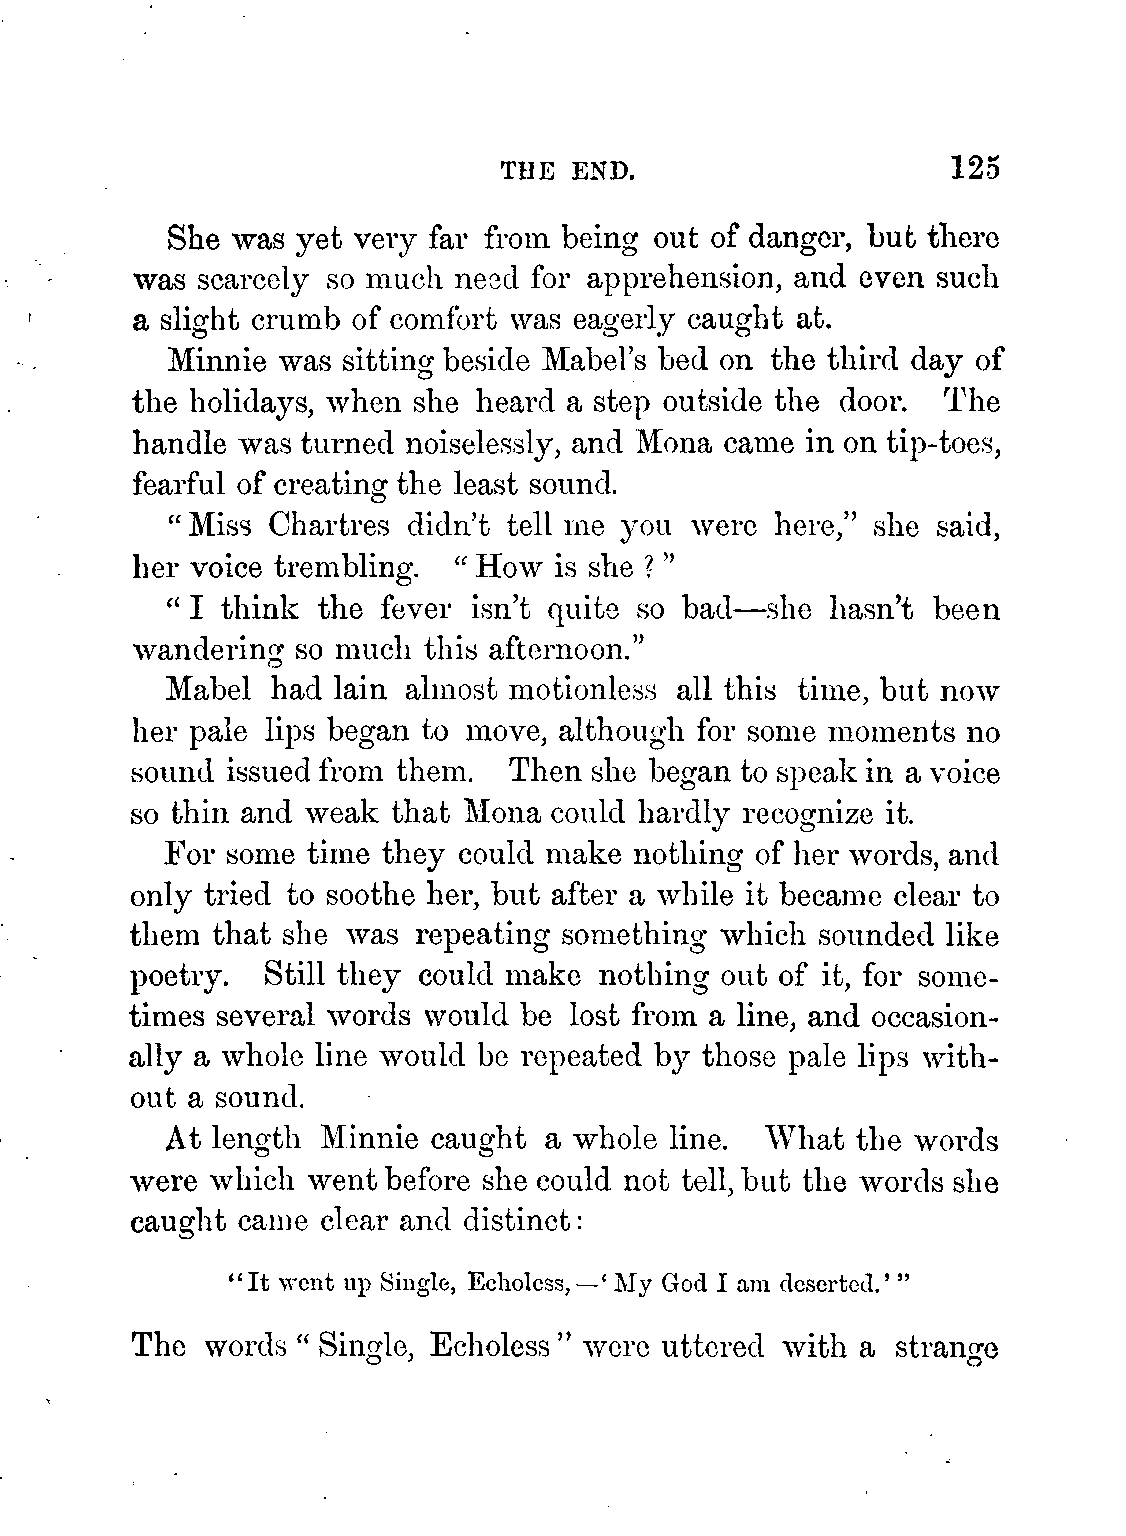 THE END. 125
She was yet very far from being out of danger, but there
was scarcely so much need for apprehension, and even such
a slight crumb of comfort was eagerly caught at.
Minnie was sitting beside Mabel's bed on the third day of
the holidays, when she heard a step outside the door. The
handle was turned noiselessly, and Mona came in on tip-toes,
fearful of creating the least sound.
"Miss Chartres didn't tell me you were here," she said,
her voice trembling. "How is she?"
"I think the fever isn't quite so bad—she hasn't been
wandering so much this afternoon."
Mabel had lain almost motionless all this time, but now
her pale lips began to move, although for some moments no
sound issued from them. Then she began to speak in a voice
so thin and weak that Mona could hardly recognize it.
For some time they could make nothing of her words, and
only tried to soothe her, but after a while it became clear to
them that she was repeating something which sounded like
poetry. Still they could make nothing out of it, for some-
times several words would be lost from a line, and occasion-
ally a whole line would be repeated by those pale lips with-
out a sound.
At length Minnie caught a whole line. What the words
were which went before she could not tell, but the words she
caught came clear and distinct:
"It went up Single, Echoless,—'My God I am deserted.'"
The words "Single, Echoless" were uttered with a strange